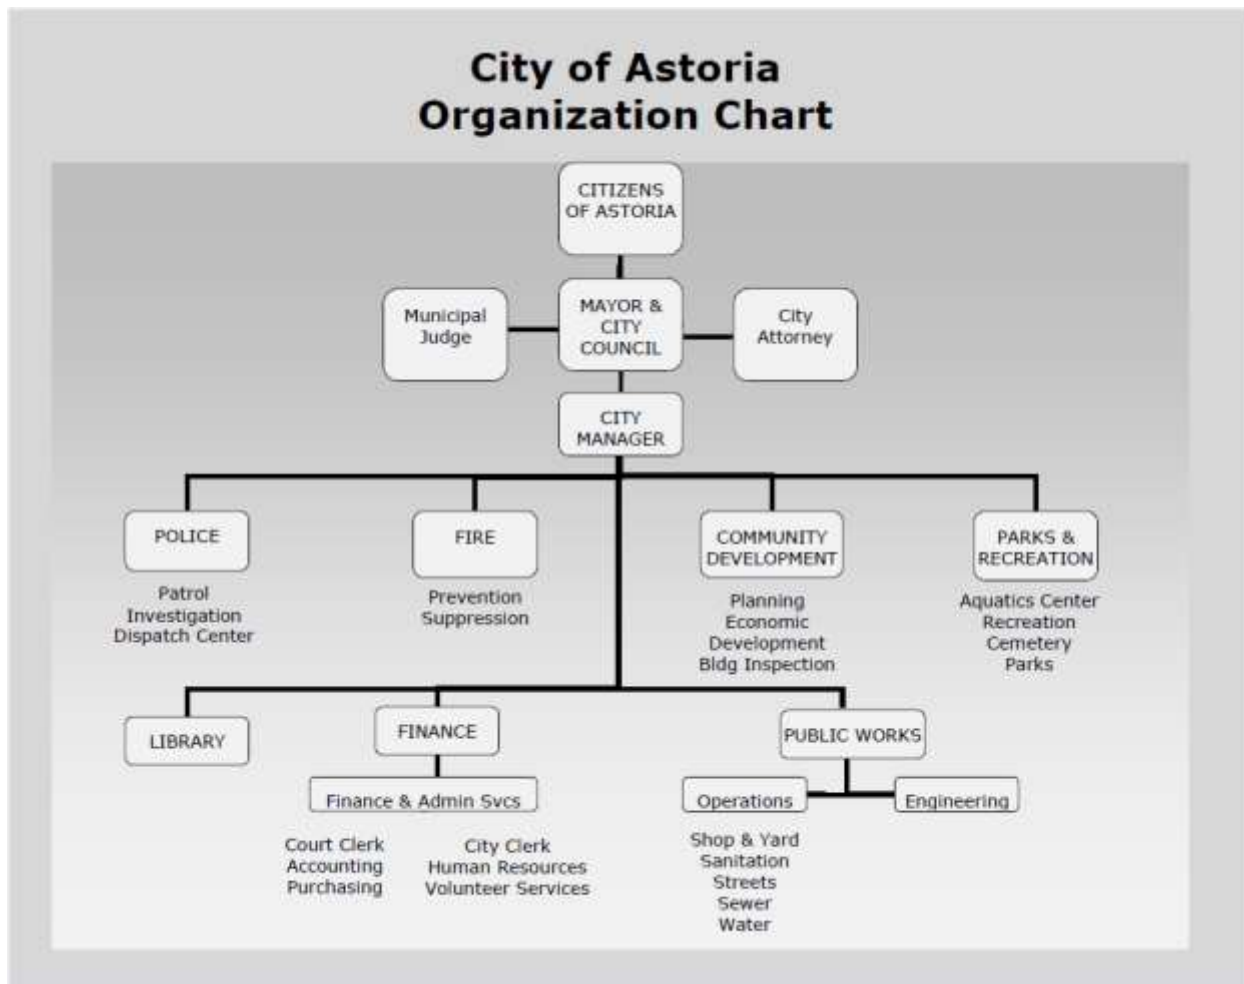 City of Astoria
Organization Chart
CITIZENS
OF ASTORIA
Municipal
Judge
MAYOR &
CITY
COUNCIL
City
Attorney
CITY
MANAGER
POLICE
Patrol
Investigation
Dispatch Center
FIRE
Prevention
Suppression
COMMUNITY
DEVELOPMENT
Planning
Economic
Development
Bldg Inspection
PARKS &
RECREATION
Aquatics Center
Recreation
Cemetery
Parks
LIBRARY
FINANCE
Finance & Admin Svcs
Court Clerk
Accounting
Purchasing
City Clerk
Human Resources
Volunteer Services
PUBLIC WORKS
Operations
Shop & Yard
Sanitation
Streets
Sewer
Water
Engineering